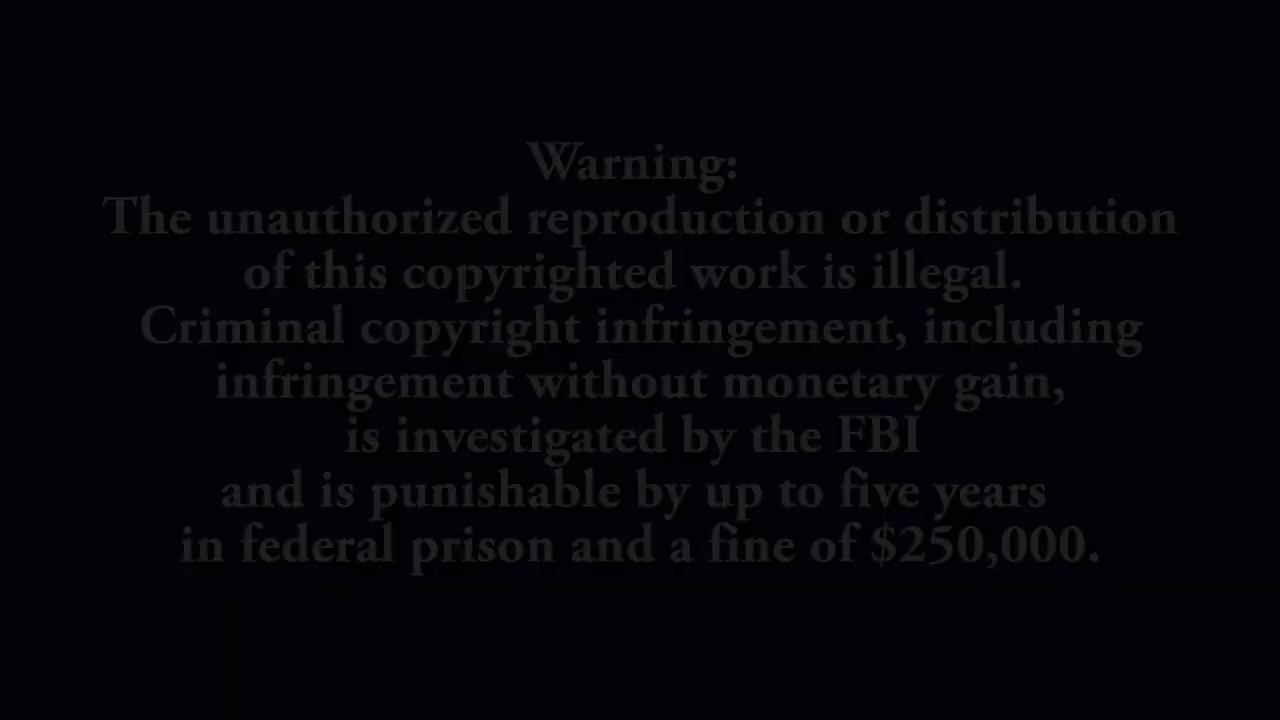 Warning:
The unauthorized reproduction or distribution
of this copyrighted work is illegal.
Criminal copyright infringement, including
infringement without monetary gain,
is investigated by the FBI
and is punishable by up to five years
in federal prison and a fine of $250,000.